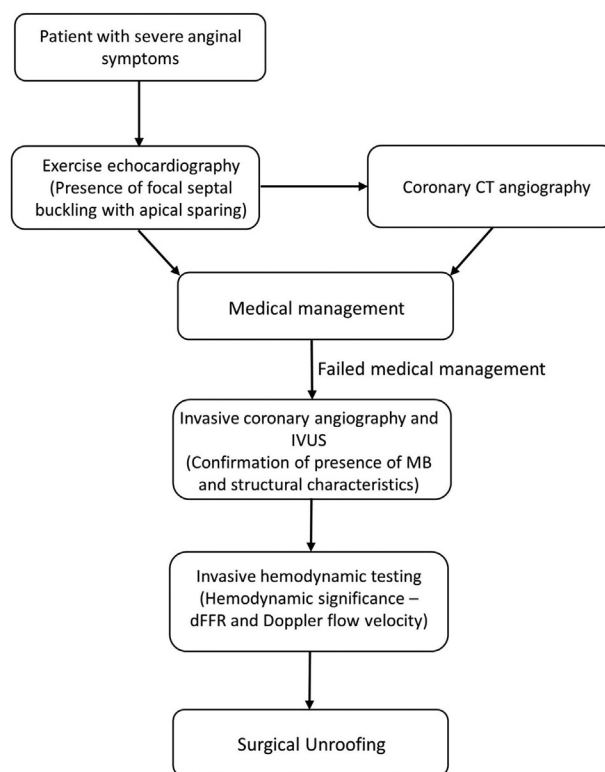 Patient with severe anginal
symptoms
Exercise echocardiography
(Presence of focal septal
buckling with apical sparing)
Coronary CT angiography
Medical management
Failed medical management
Invasive coronary angiography and
IVUS
(Confirmation of presence of MB
and structural characteristics)
Invasive hemodynamic testing
(Hemodynamic significance –
dFFR and Doppler flow velocity)
Surgical Unroofing